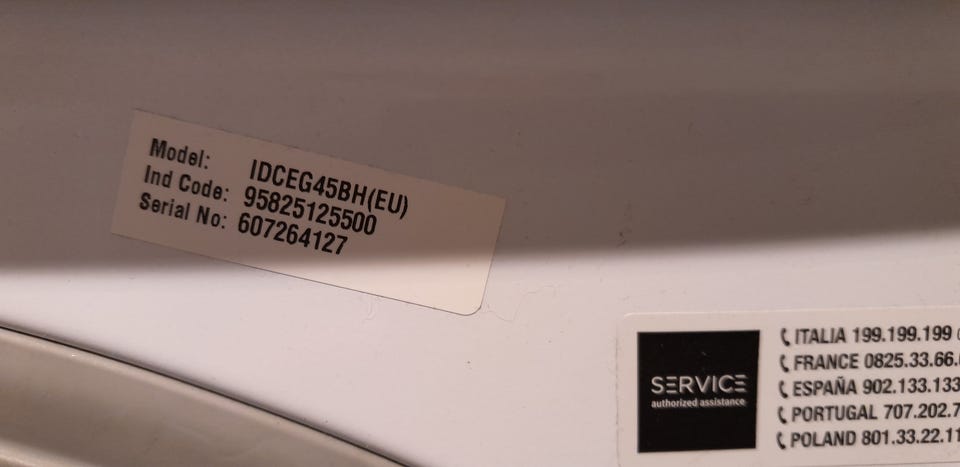 Model: IDCEG45BH(EU)
Ind Code: 95825125500
Serial No: 607264127
SERVICE
authorized assistance
ITALIA 199.199.199
FRANCE 0825.33.66.
ESPAÑA 902.133.133
PORTUGAL 707.202.7
POLAND 801.33.22.11